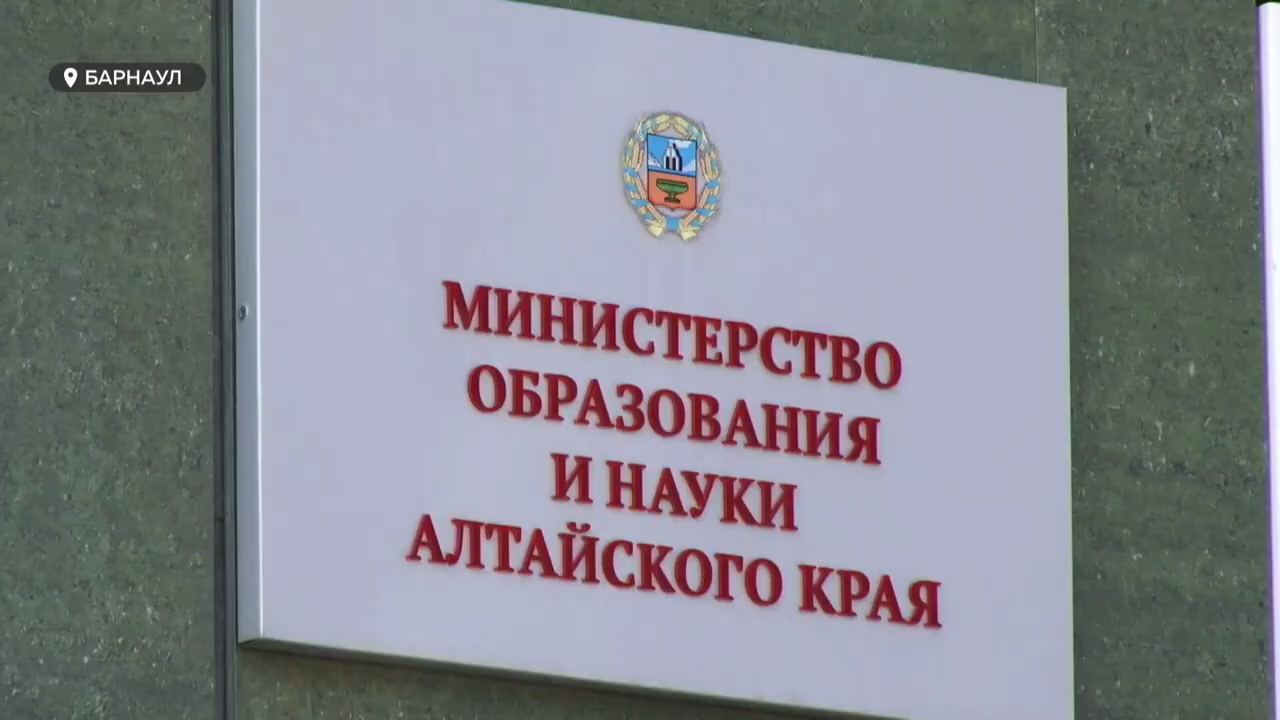 БАРНАУЛ
МИНИСТЕРСТВО
ОБРАЗОВАНИЯ
И НАУКИ
АЛТАЙСКОГО КРАЯ